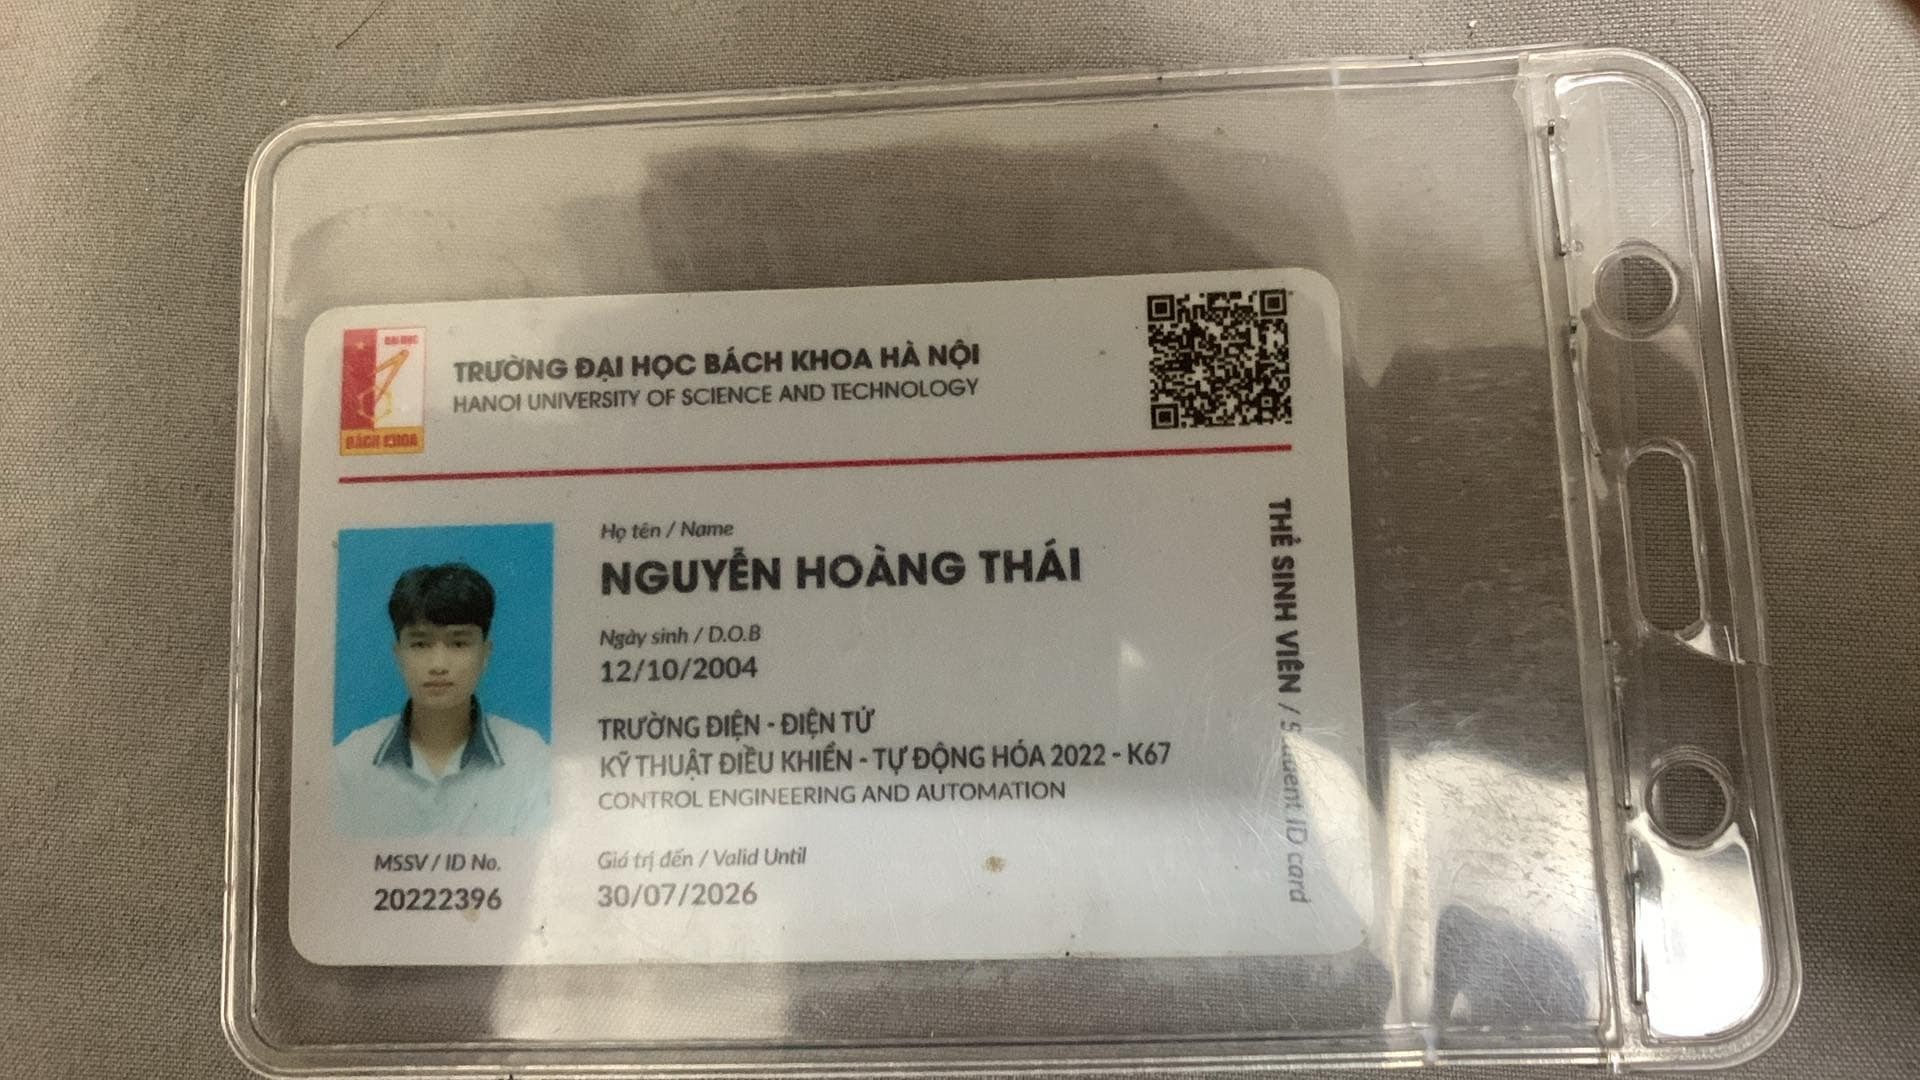 ĐẠI HỌC
BÁCH KHOA
TRƯỜNG ĐẠI HỌC BÁCH KHOA HÀ NỘI
HANOI UNIVERSITY OF SCIENCE AND TECHNOLOGY
Họ tên / Name
NGUYỄN HOÀNG THÁI
Ngày sinh / D.O.B
12/10/2004
TRƯỜNG ĐIỆN - ĐIỆN TỬ
KỸ THUẬT ĐIỀU KHIỂN - TỰ ĐỘNG HÓA 2022 - K67
CONTROL ENGINEERING AND AUTOMATION
MSSV / ID No.
20222396
Giá trị đến / Valid Until
30/07/2026
THẺ SINH VIÊN / Student ID card